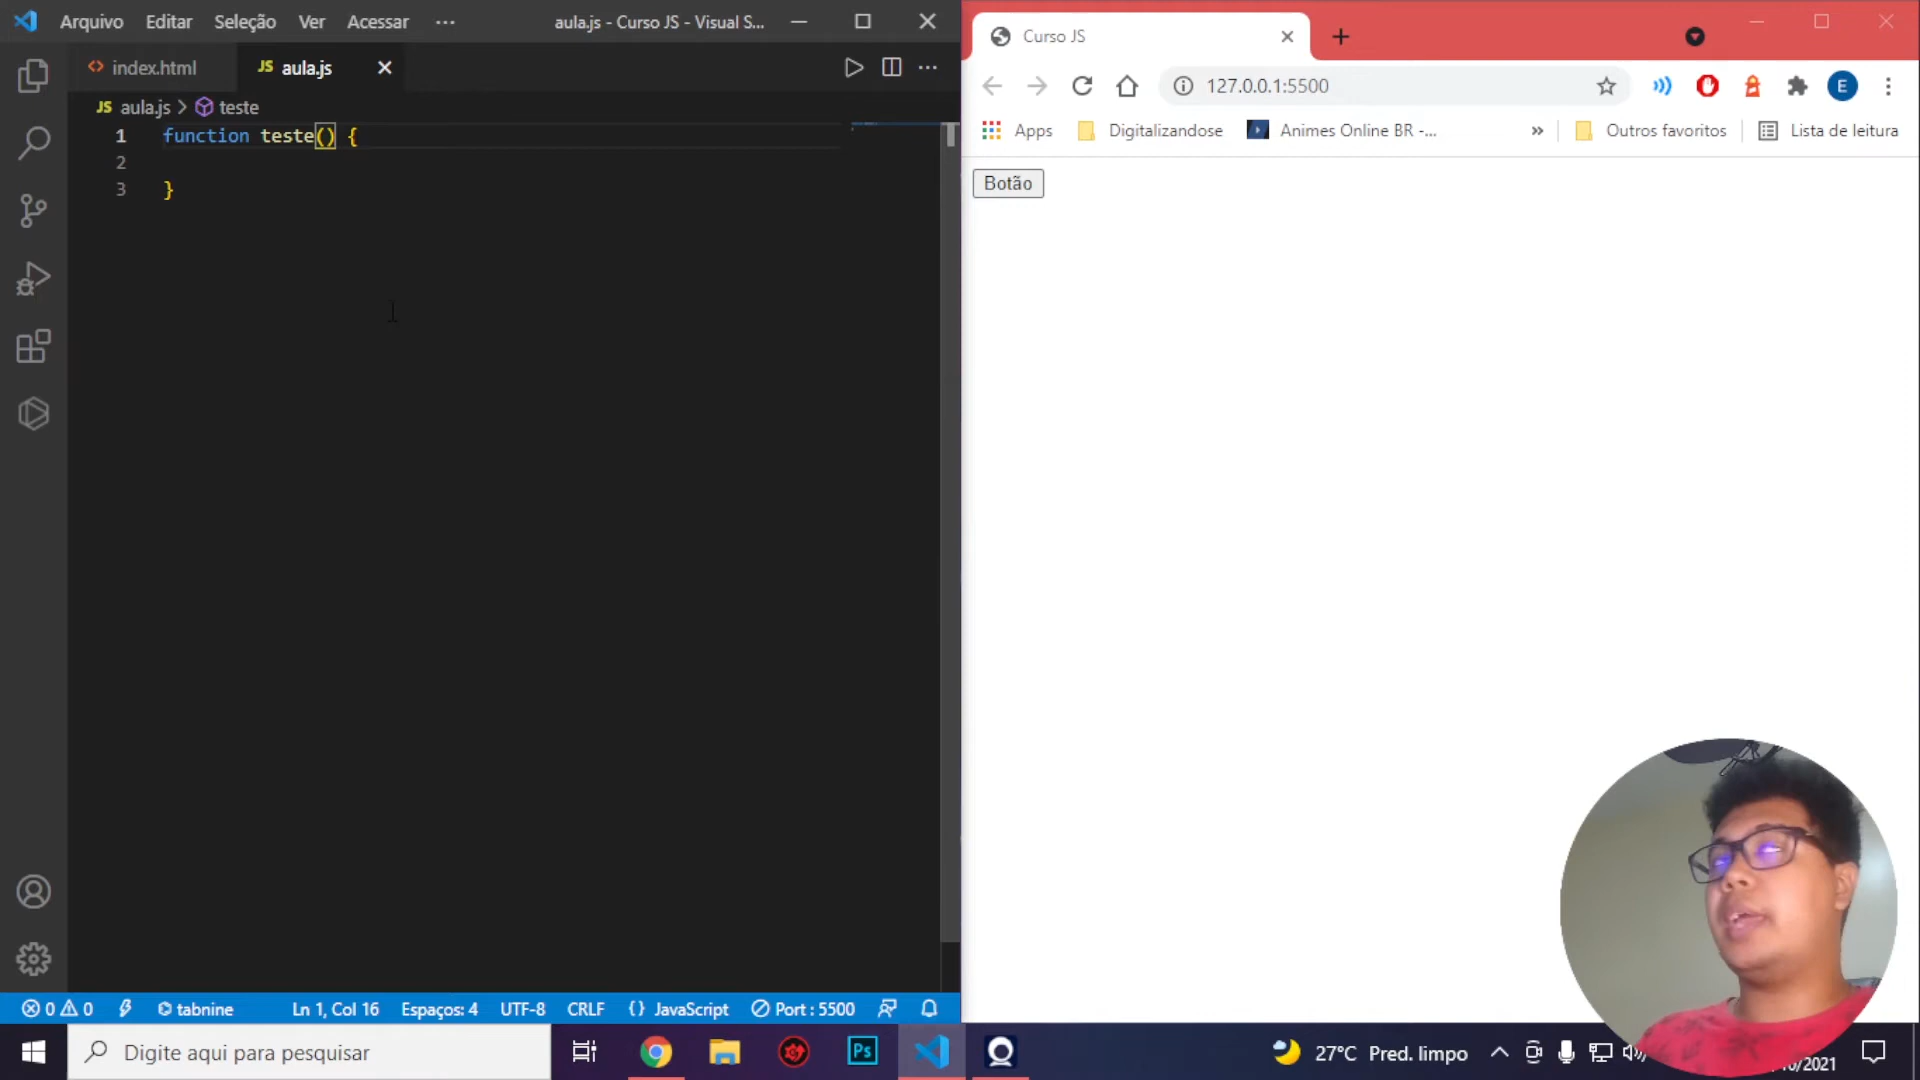 Arquivo Editar Seleção Ver Acessar ··· aula.js - Curso JS - Visual S...
index.html JS aula.js
JS aula.js > teste
1 function teste() {
2
3 }
0 0 tabnine Ln 1, Col 16 Espaços: 4 UTF-8 CRLF {} JavaScript Port : 5500
Curso JS
127.0.0.1:5500 E
Apps Digitalizandose Animes Online BR -... » Outros favoritos Lista de leitura
Botão
Digite aqui para pesquisar Ps 27°C Pred. limpo